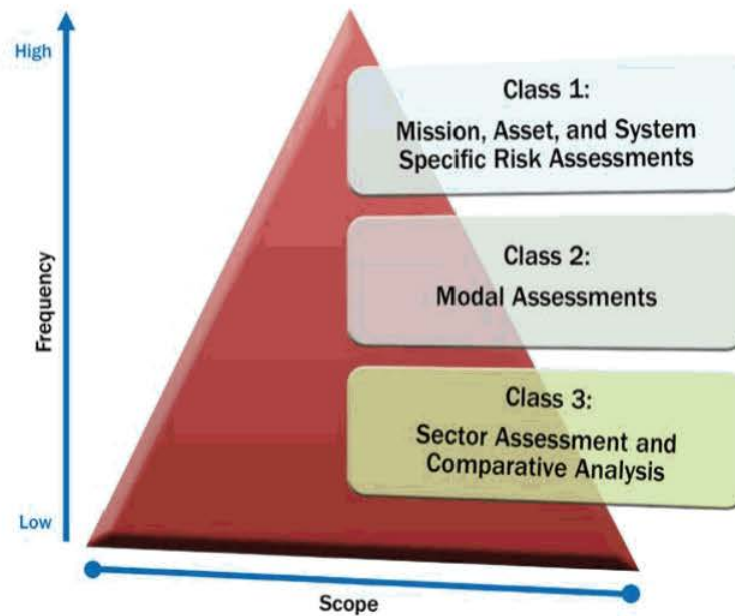 High
Class 1:
Mission, Asset, and System
Specific Risk Assessments
Class 2:
Modal Assessments
Frequency
Class 3:
Sector Assessment and
Comparative Analysis
Low
Scope